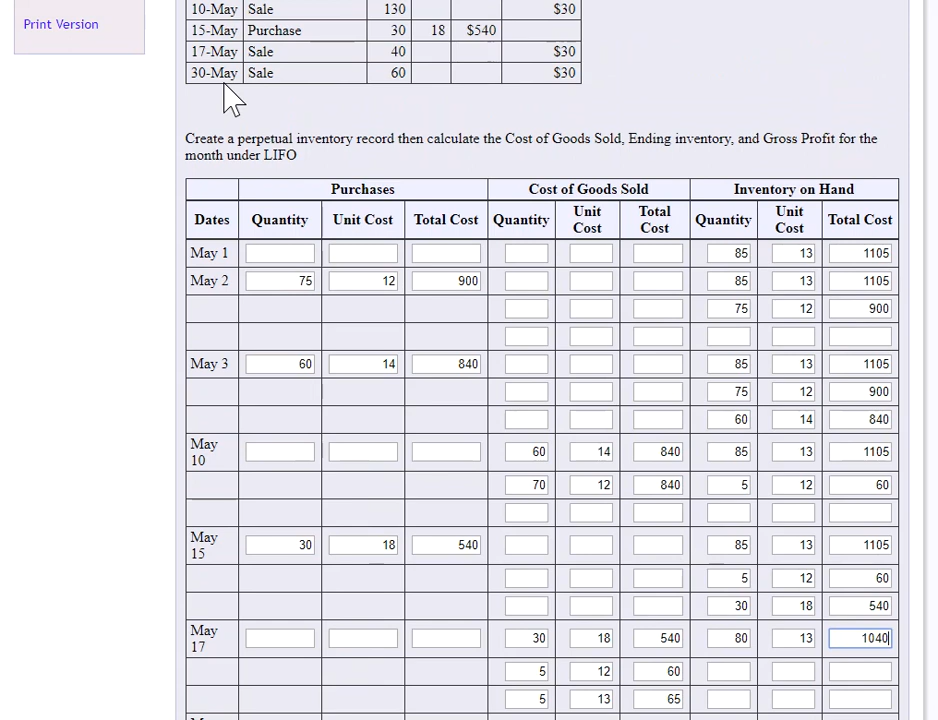 Print Version
10-May Sale 130 $30
15-May Purchase 30 18 $540
17-May Sale 40 $30
30-May Sale 60 $30
Create a perpetual inventory record then calculate the Cost of Goods Sold, Ending inventory, and Gross Profit for the
month under LIFO
Purchases Cost of Goods Sold Inventory on Hand
Dates Quantity Unit Cost Total Cost Quantity Unit Cost Total Cost Quantity Unit Cost Total Cost
May 1 85 13 1105
May 2 75 12 900 85 13 1105
75 12 900
May 3 60 14 840 85 13 1105
75 12 900
60 14 840
May 10 60 14 840 85 13 1105
70 12 840 5 12 60
May 15 30 18 540 85 13 1105
5 12 60
30 18 540
May 17 30 18 540 80 13 1040
5 12 60
5 13 65